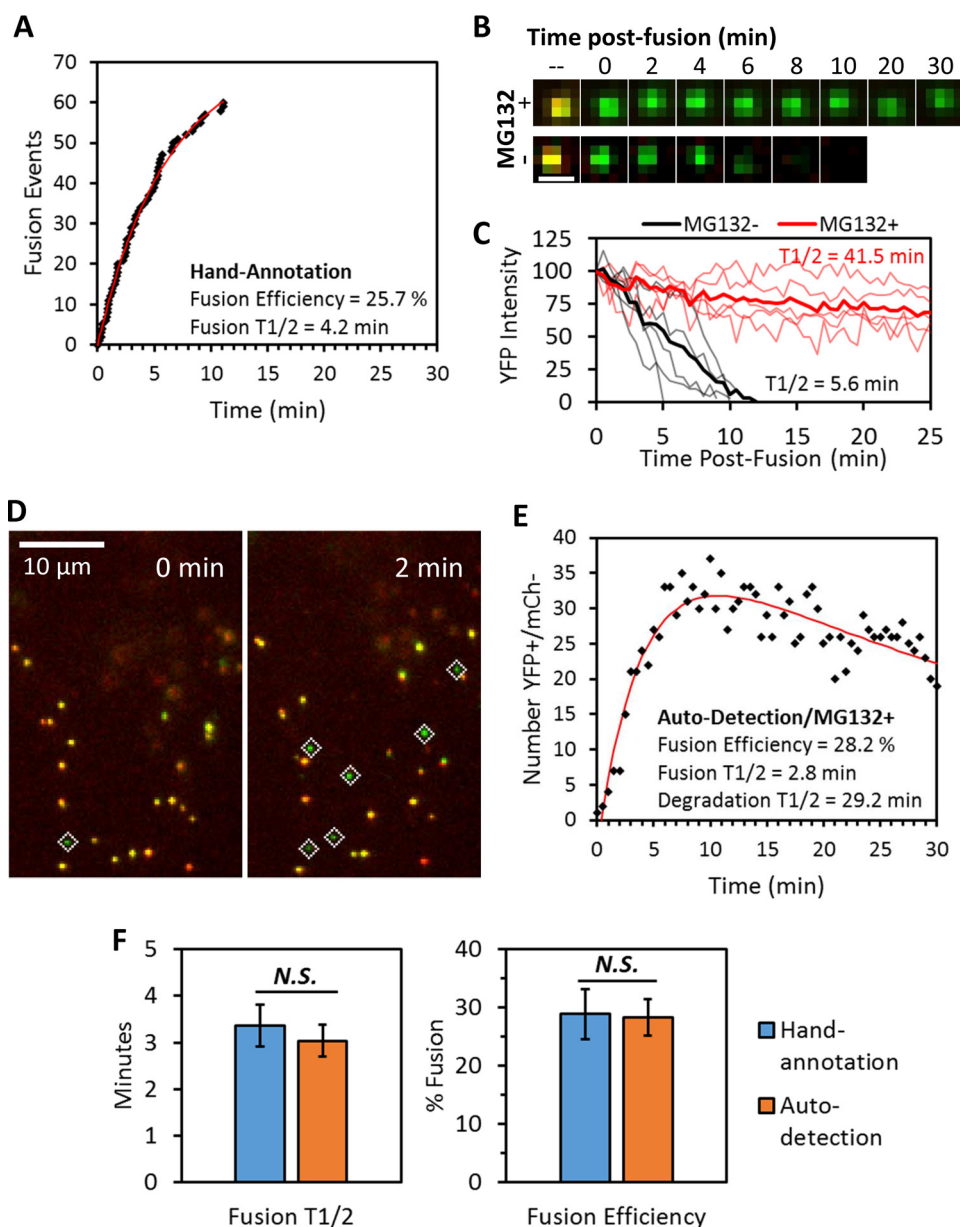 A
Fusion Events
70
60
50
40
30
20
10
0
Hand-Annotation
Fusion Efficiency = 25.7 %
Fusion T1/2 = 4.2 min
0 5 10 15 20 25 30
Time (min)
B
Time post-fusion (min)
-- 0 2 4 6 8 10 20 30
MG132
+
-
C
MG132- MG132+
YFP Intensity
125
100
75
50
25
0
T1/2 = 41.5 min
T1/2 = 5.6 min
0 5 10 15 20 25
Time Post-Fusion (min)
D
10 µm
0 min
2 min
E
Number YFP+/mCh-
40
35
30
25
20
15
10
5
0
Auto-Detection/MG132+
Fusion Efficiency = 28.2 %
Fusion T1/2 = 2.8 min
Degradation T1/2 = 29.2 min
0 5 10 15 20 25 30
Time (min)
F
Minutes
5
4
3
2
1
0
N.S.
Fusion T1/2
% Fusion
40
30
20
10
0
N.S.
Fusion Efficiency
Hand-
annotation
Auto-
detection